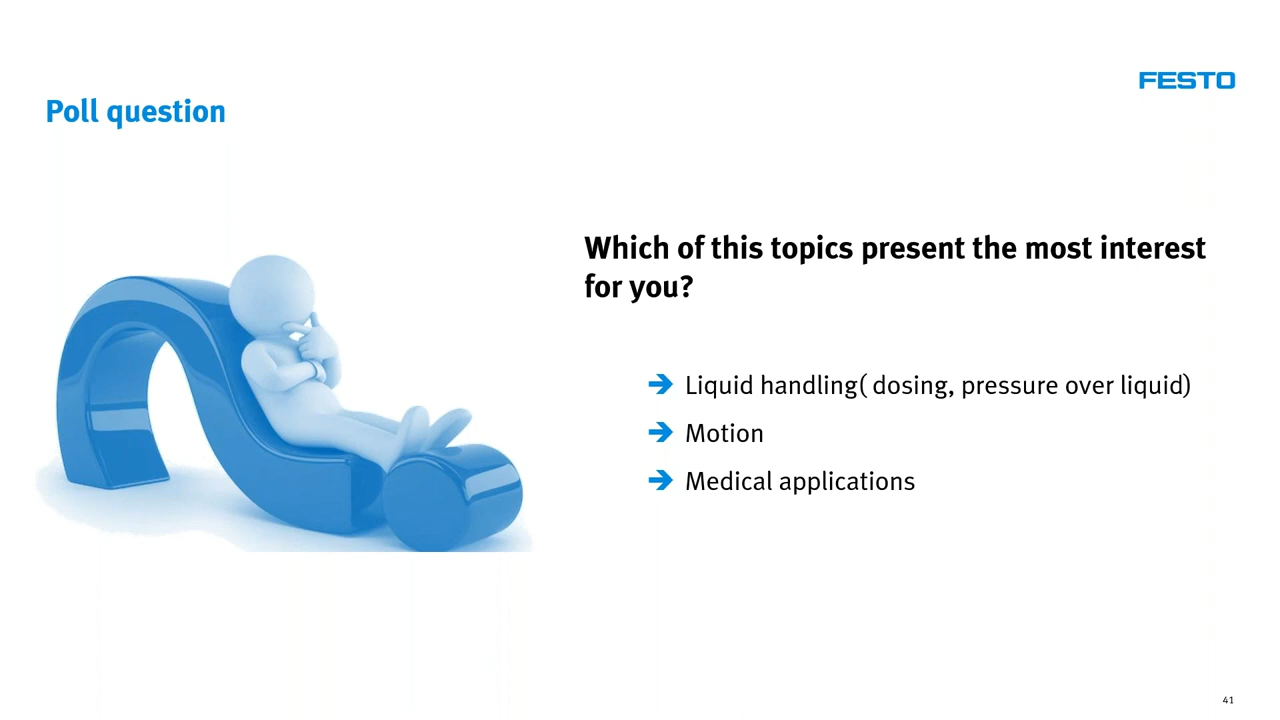 FESTO
Poll question
Which of this topics present the most interest
for you?
➔ Liquid handling( dosing, pressure over liquid)
➔ Motion
➔ Medical applications
41